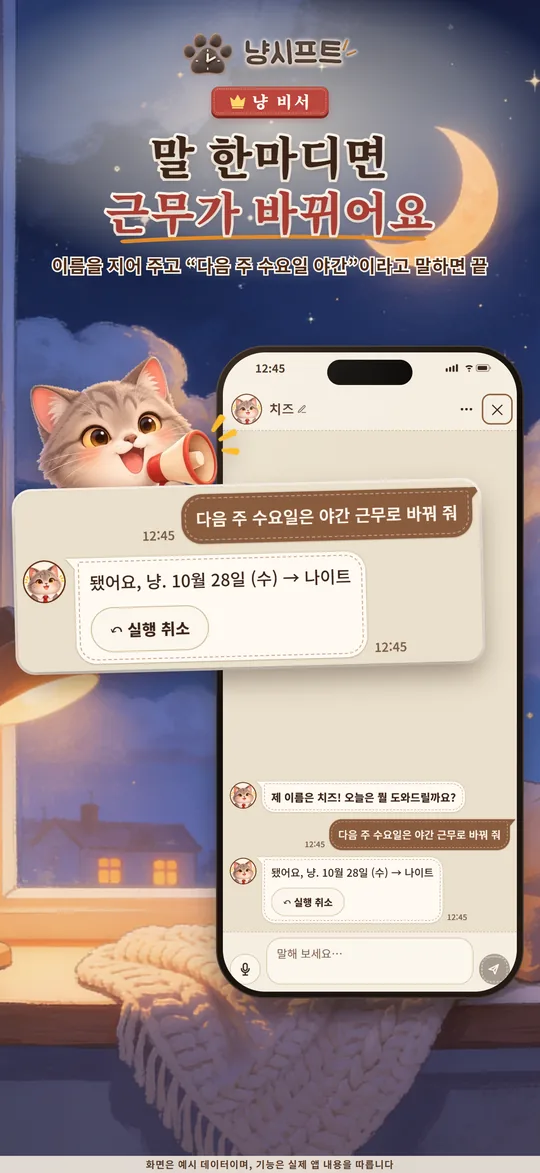 냥시프트
냥 비서
말 한마디면
근무가 바뀌어요
이름을 지어 주고 “다음 주 수요일 야간”이라고 말하면 끝
12:45
치즈
다음 주 수요일은 야간 근무로 바꿔 줘
12:45
됐어요, 냥. 10월 28일 (수) → 나이트
실행 취소
12:45
제 이름은 치즈! 오늘은 뭘 도와드릴까요?
다음 주 수요일은 야간 근무로 바꿔 줘
12:45
됐어요, 냥. 10월 28일 (수) → 나이트
실행 취소
12:45
말해 보세요…
화면은 예시 데이터이며, 기능은 실제 앱 내용을 따릅니다